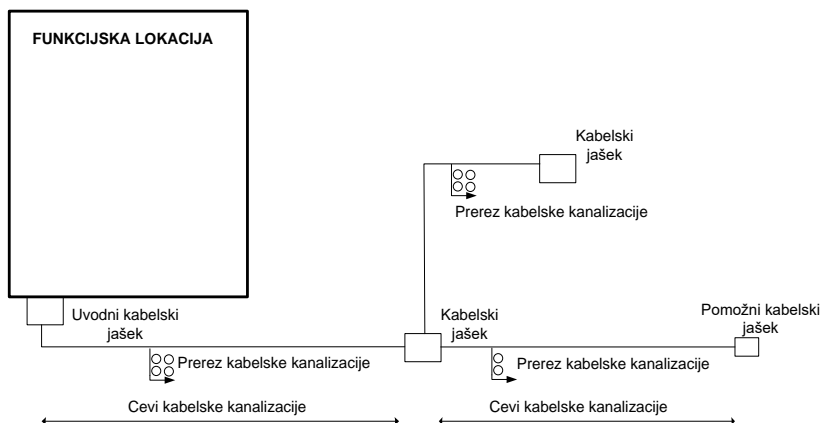 FUNKCIJSKA LOKACIJA
Kabelski
jašek
Prerez kabelske kanalizacije
Uvodni kabelski
jašek
Kabelski
jašek
Pomožni kabelski
jašek
Prerez kabelske kanalizacije
Prerez kabelske kanalizacije
Cevi kabelske kanalizacije
Cevi kabelske kanalizacije